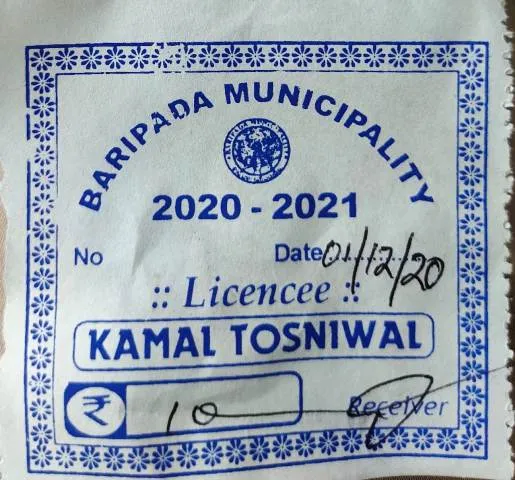 BARIPADA MUNICIPALITY
2020 - 2021
No Date 01/12/20
:: Licencee ::
KAMAL TOSNIWAL
₹ 10 Receiver